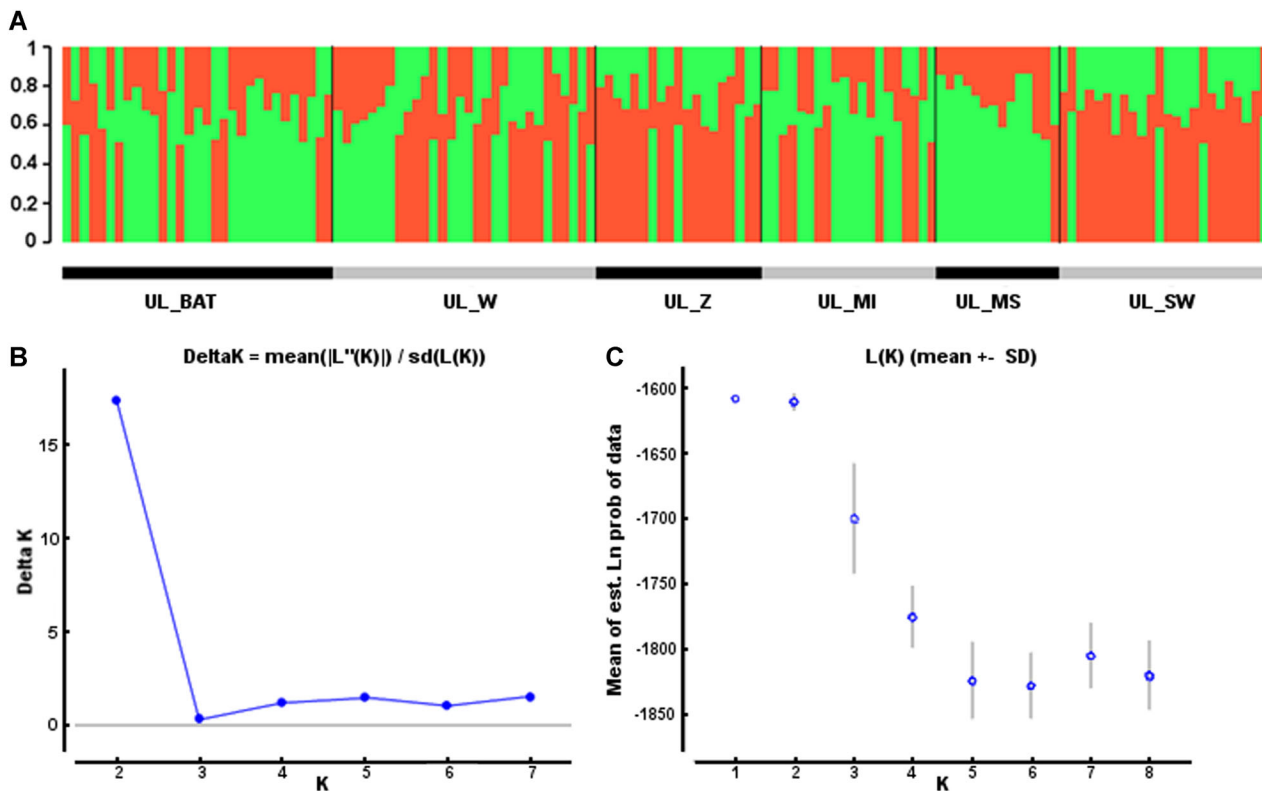 A
1
0.8
0.6
0.4
0.2
0
UL_BAT UL_W UL_Z UL_MI UL_MS UL_SW
B
DeltaK = mean(|L"(K)|) / sd(L(K))
Delta K
15
10
5
0
2 3 4 5 6 7
K
C
L(K) (mean +- SD)
Mean of est. Ln prob of data
-1600
-1650
-1700
-1750
-1800
-1850
1 2 3 4 5 6 7 8
K